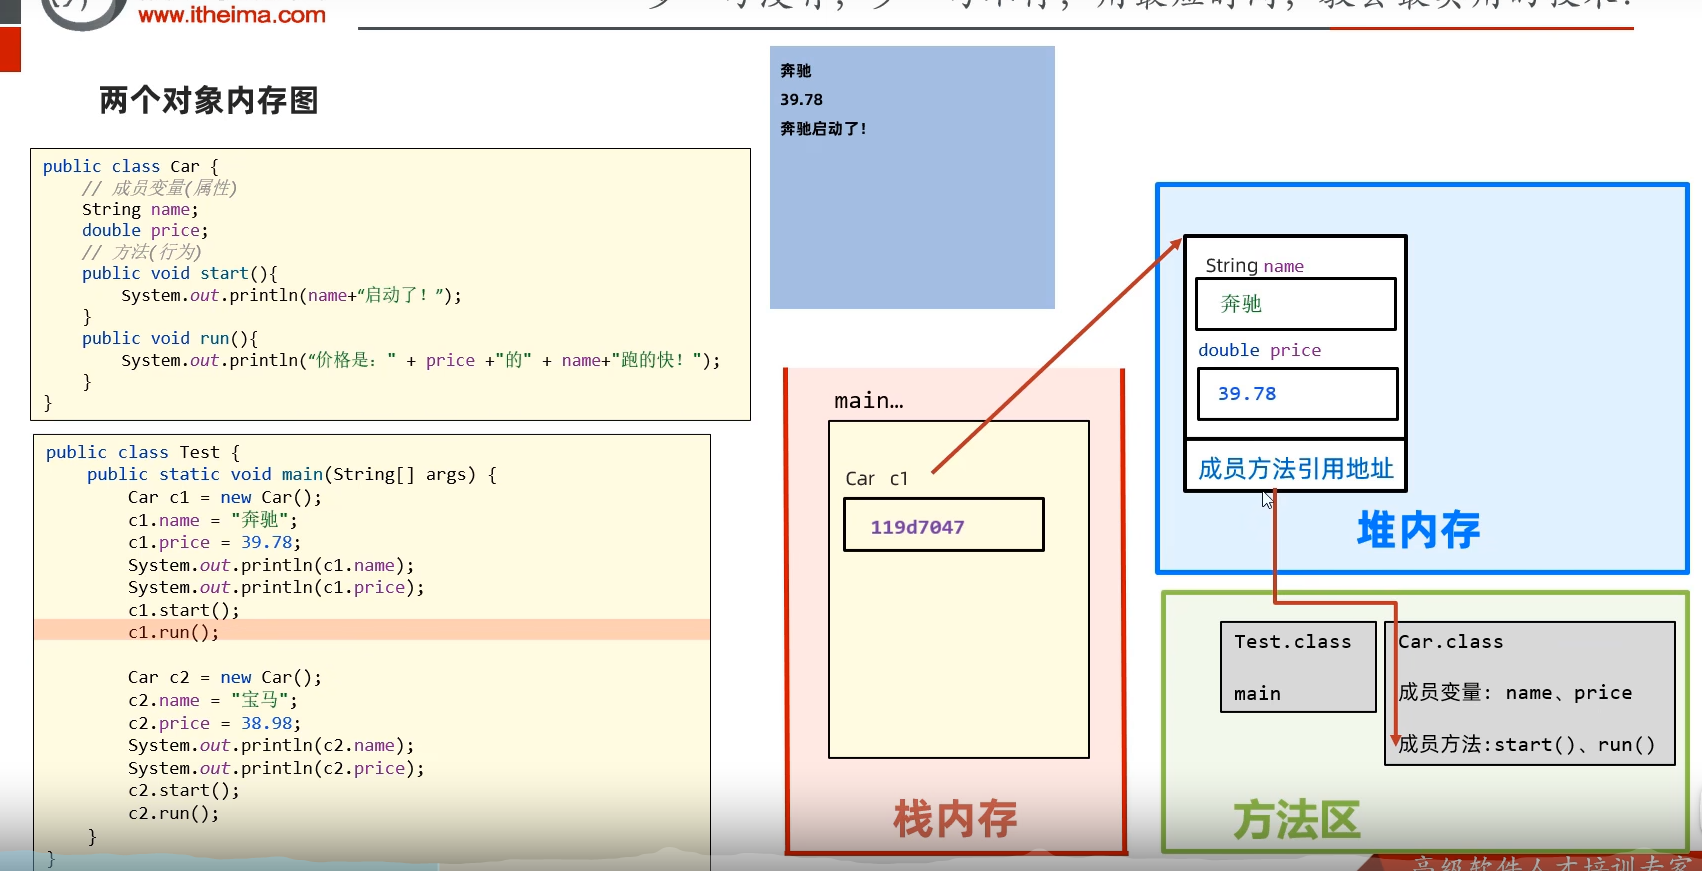 www.itheima.com
两个对象内存图
public class Car {
// 成员变量(属性)
String name;
double price;
// 方法(行为)
public void start(){
System.out.println(name+“启动了！”);
}
public void run(){
System.out.println(“价格是：" + price +"的" + name+"跑的快！");
}
}
public class Test {
public static void main(String[] args) {
Car c1 = new Car();
c1.name = "奔驰";
c1.price = 39.78;
System.out.println(c1.name);
System.out.println(c1.price);
c1.start();
c1.run();
Car c2 = new Car();
c2.name = "宝马";
c2.price = 38.98;
System.out.println(c2.name);
System.out.println(c2.price);
c2.start();
c2.run();
}
}
奔驰
39.78
奔驰启动了！
main…
Car c1
119d7047
栈内存
String name
奔驰
double price
39.78
成员方法引用地址
堆内存
Test.class
main
Car.class
成员变量：name、price
成员方法:start()、run()
方法区
高级软件人才培训专家